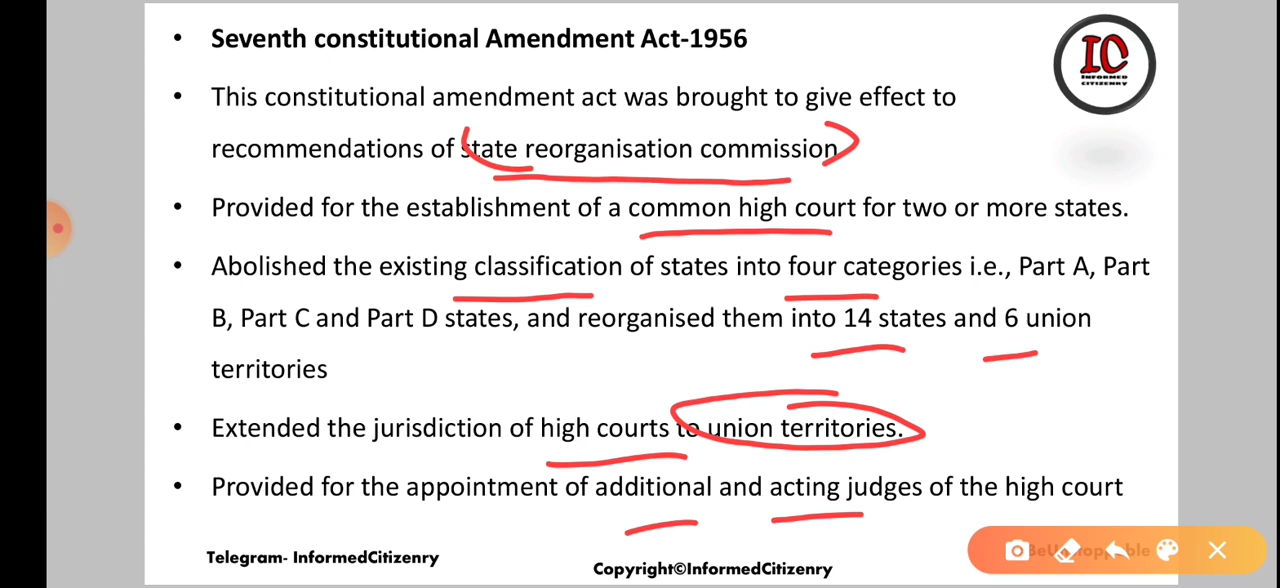 • Seventh constitutional Amendment Act-1956
IC
INFORMED
CITIZENRY
• This constitutional amendment act was brought to give effect to
recommendations of state reorganisation commission
• Provided for the establishment of a common high court for two or more states.
• Abolished the existing classification of states into four categories i.e., Part A, Part
B, Part C and Part D states, and reorganised them into 14 states and 6 union
territories
• Extended the jurisdiction of high courts to union territories.
• Provided for the appointment of additional and acting judges of the high court
Telegram- InformedCitizenry
Copyright©InformedCitizenry